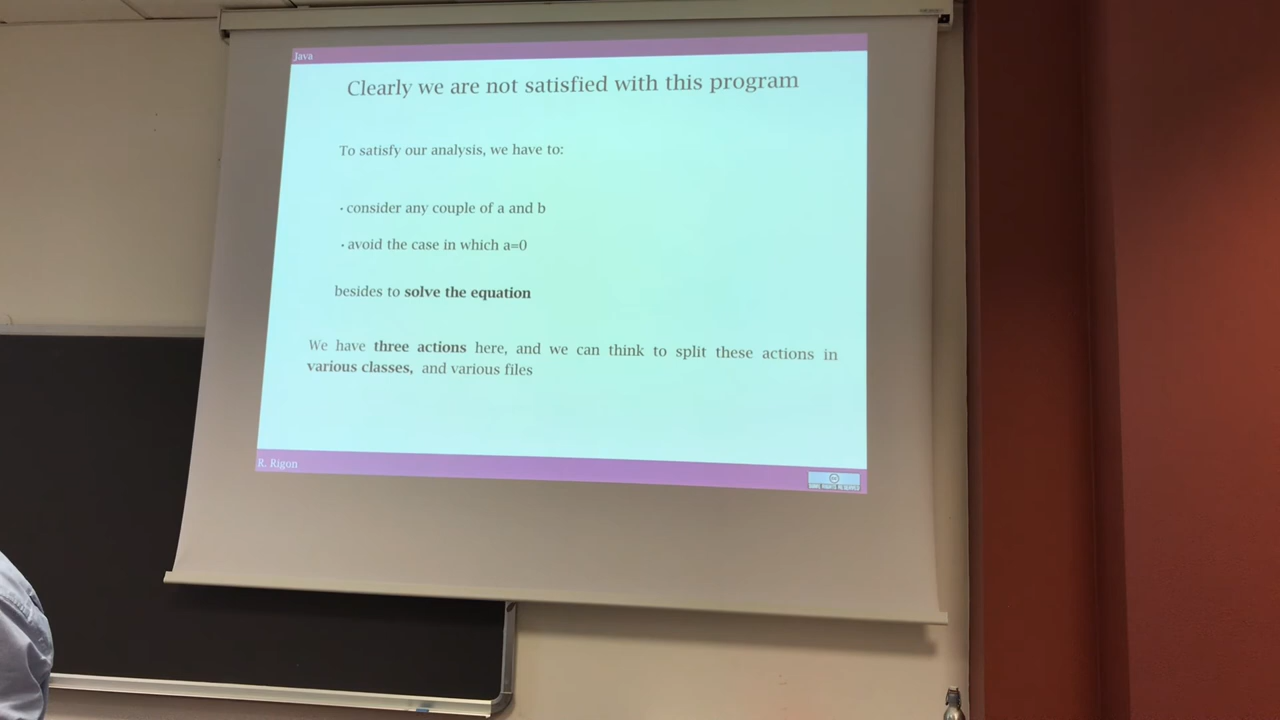 Java
Clearly we are not satisfied with this program
To satisfy our analysis, we have to:
· consider any couple of a and b
· avoid the case in which a=0
besides to solve the equation
We have three actions here, and we can think to split these actions in
various classes, and various files
R. Rigon